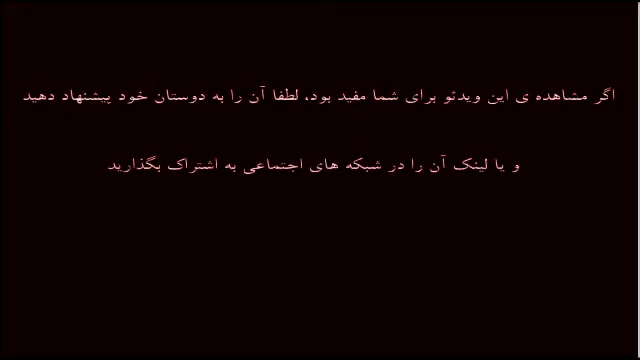 اگر مشاهده ی این ویدئو برای شما مفید بود، لطفا آن را به دوستان خود پیشنهاد دهید
و یا لینک آن را در شبکه های اجتماعی به اشتراک بگذارید